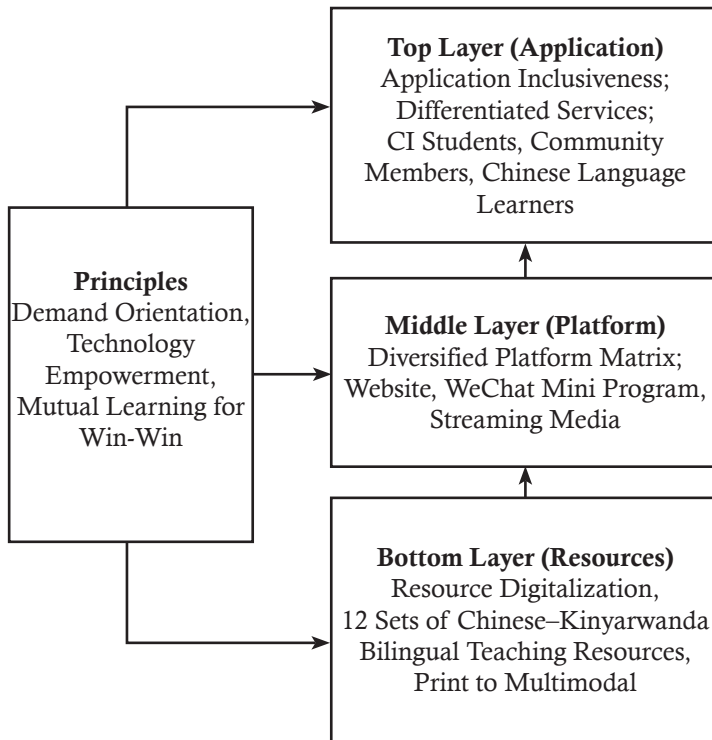 Top Layer (Application)
Application Inclusiveness;
Differentiated Services;
CI Students, Community
Members, Chinese Language
Learners
Principles
Demand Orientation,
Technology
Empowerment,
Mutual Learning for
Win-Win
Middle Layer (Platform)
Diversified Platform Matrix;
Website, WeChat Mini Program,
Streaming Media
Bottom Layer (Resources)
Resource Digitalization,
12 Sets of Chinese–Kinyarwanda
Bilingual Teaching Resources,
Print to Multimodal